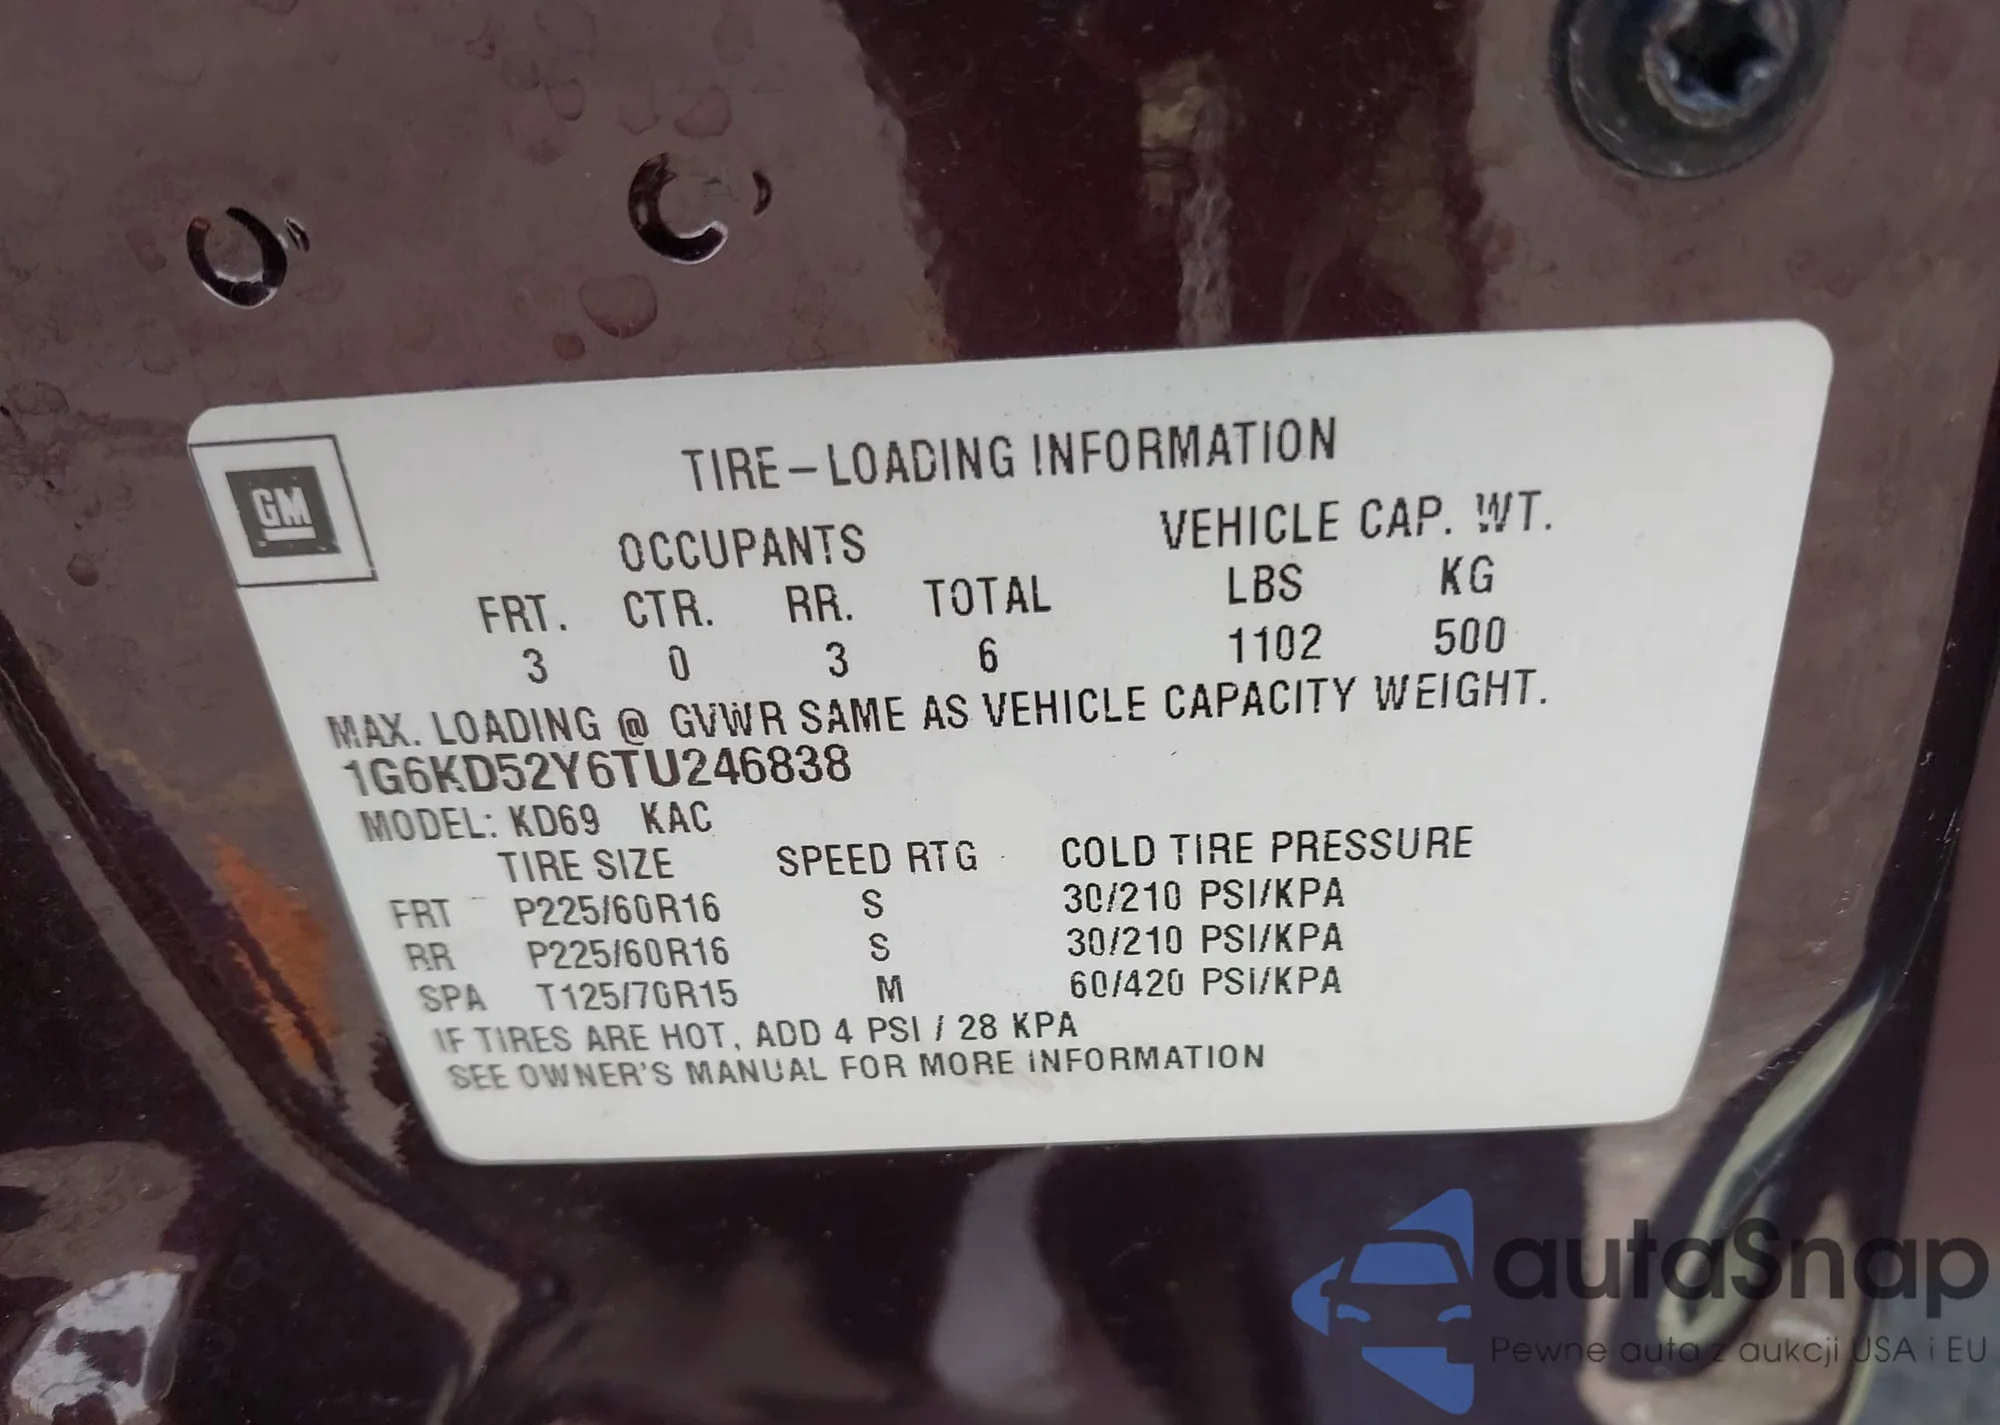 GM
TIRE–LOADING INFORMATION
OCCUPANTS VEHICLE CAP. WT.
FRT. CTR. RR. TOTAL LBS KG
3 0 3 6 1102 500
MAX. LOADING @ GVWR SAME AS VEHICLE CAPACITY WEIGHT.
1G6KD52Y6TU246838
MODEL: KD69 KAC
TIRE SIZE SPEED RTG COLD TIRE PRESSURE
FRT P225/60R16 S 30/210 PSI/KPA
RR P225/60R16 S 30/210 PSI/KPA
SPA T125/70R15 M 60/420 PSI/KPA
IF TIRES ARE HOT, ADD 4 PSI / 28 KPA
SEE OWNER'S MANUAL FOR MORE INFORMATION
autaSnap
Pewne auta z aukcji USA i EU